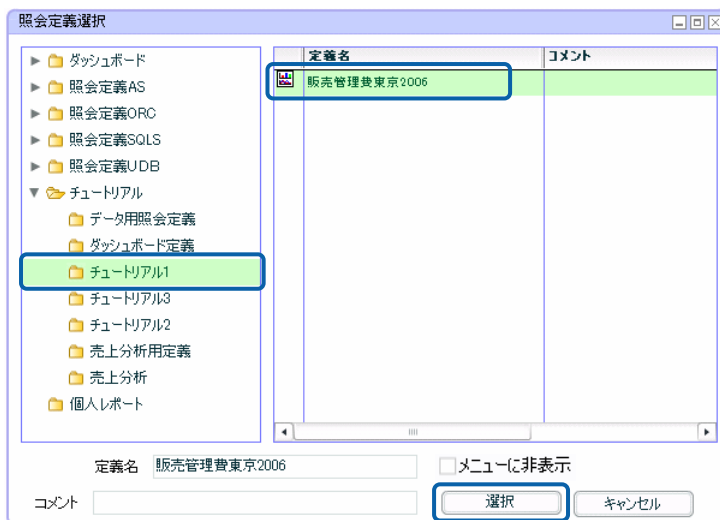 照会定義選択
ダッシュボード
照会定義AS
照会定義ORC
照会定義SQLS
照会定義UDB
チュートリアル
データ用照会定義
ダッシュボード定義
チュートリアル1
チュートリアル3
チュートリアル2
売上分析用定義
売上分析
個人レポート
定義名 コメント
販売管理費東京2006
定義名 販売管理費東京2006 メニューに非表示
コメント 選択 キャンセル